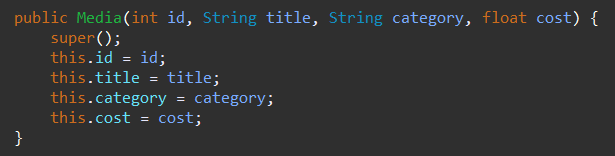 public Media(int id, String title, String category, float cost) {
    super();
    this.id = id;
    this.title = title;
    this.category = category;
    this.cost = cost;
}